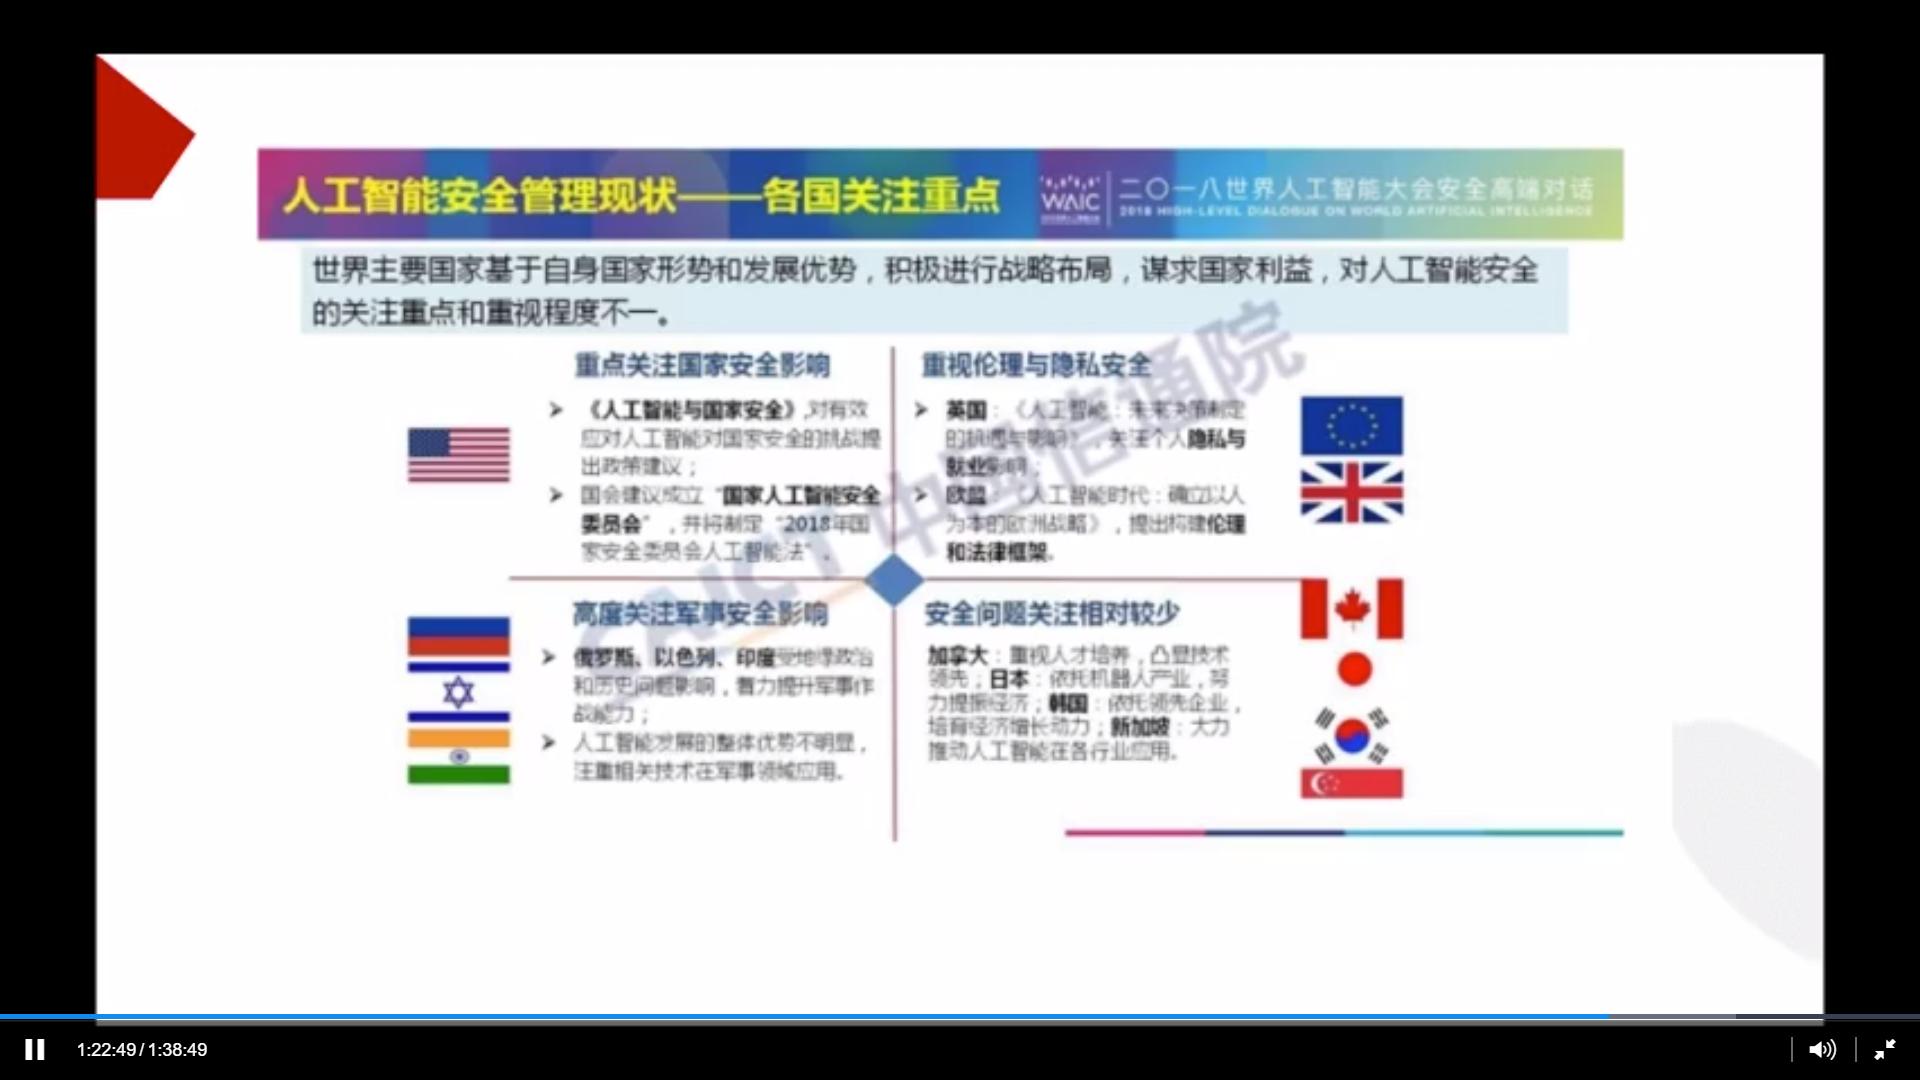 人工智能安全管理现状——各国关注重点
WAIC
二〇一八世界人工智能大会安全高端对话
2018 HIGH-LEVEL DIALOGUE ON WORLD ARTIFICIAL INTELLIGENCE
世界主要国家基于自身国家形势和发展优势，积极进行战略布局，谋求国家利益，对人工智能安全
的关注重点和重视程度不一。
重点关注国家安全影响
《人工智能与国家安全》,对有效
应对人工智能对国家安全的挑战提
出政策建议；
国会建议成立“国家人工智能安全
委员会”，并将制定“2018年国
家安全委员会人工智能法”。
重视伦理与隐私安全
英国：《人工智能：未来决策制定
的机遇与影响》，关注个人隐私与
就业影响；
欧盟：《人工智能时代：确立以人
为本的欧洲战略》，提出构建伦理
和法律框架。
高度关注军事安全影响
俄罗斯、以色列、印度受地缘政治
和历史问题影响，着力提升军事作
战能力；
人工智能发展的整体优势不明显，
注重相关技术在军事领域应用。
安全问题关注相对较少
加拿大：重视人才培养，凸显技术
领先；日本：依托机器人产业，努
力提振经济；韩国：依托领先企业，
培育经济增长动力；新加坡：大力
推动人工智能在各行业应用。
CAICT 中国信通院
1:22:49/1:38:49